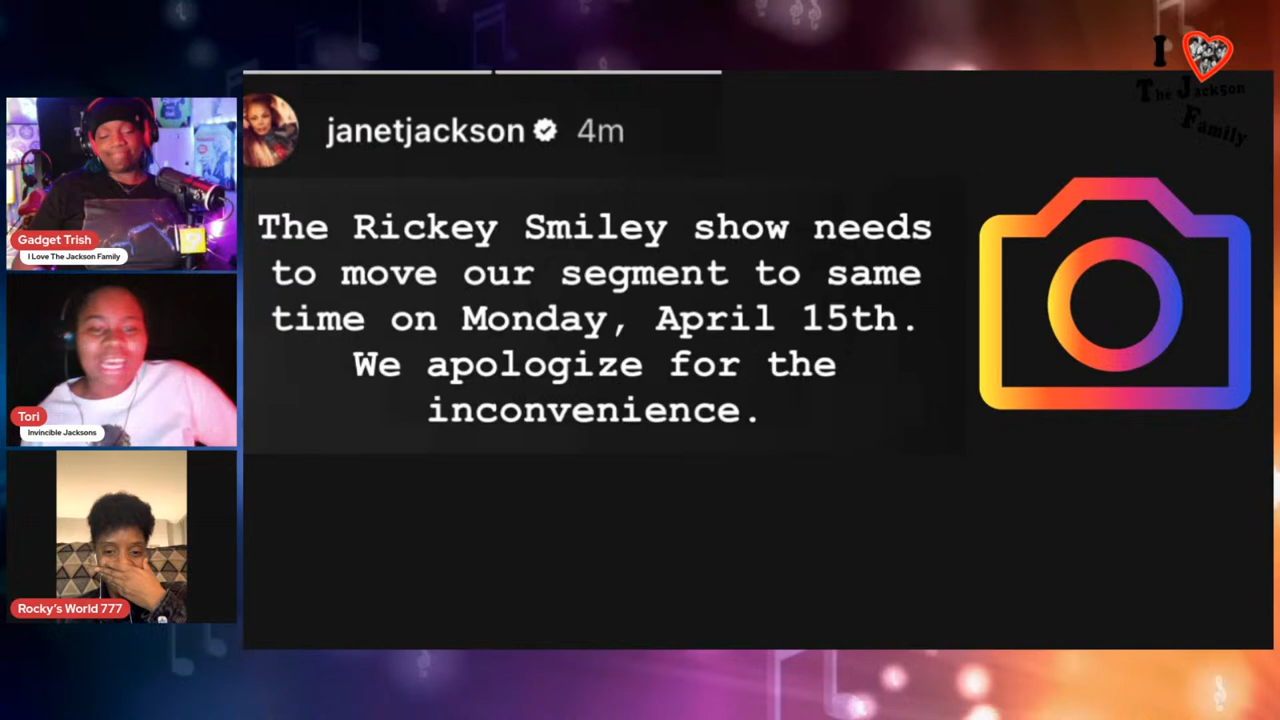 I
The Jack5on
Family
janetjackson 4m
The Rickey Smiley show needs
to move our segment to same
time on Monday, April 15th.
We apologize for the
inconvenience.
Gadget Trish
I Love The Jackson Family
Tori
Invincible Jacksons
Rocky's World 777